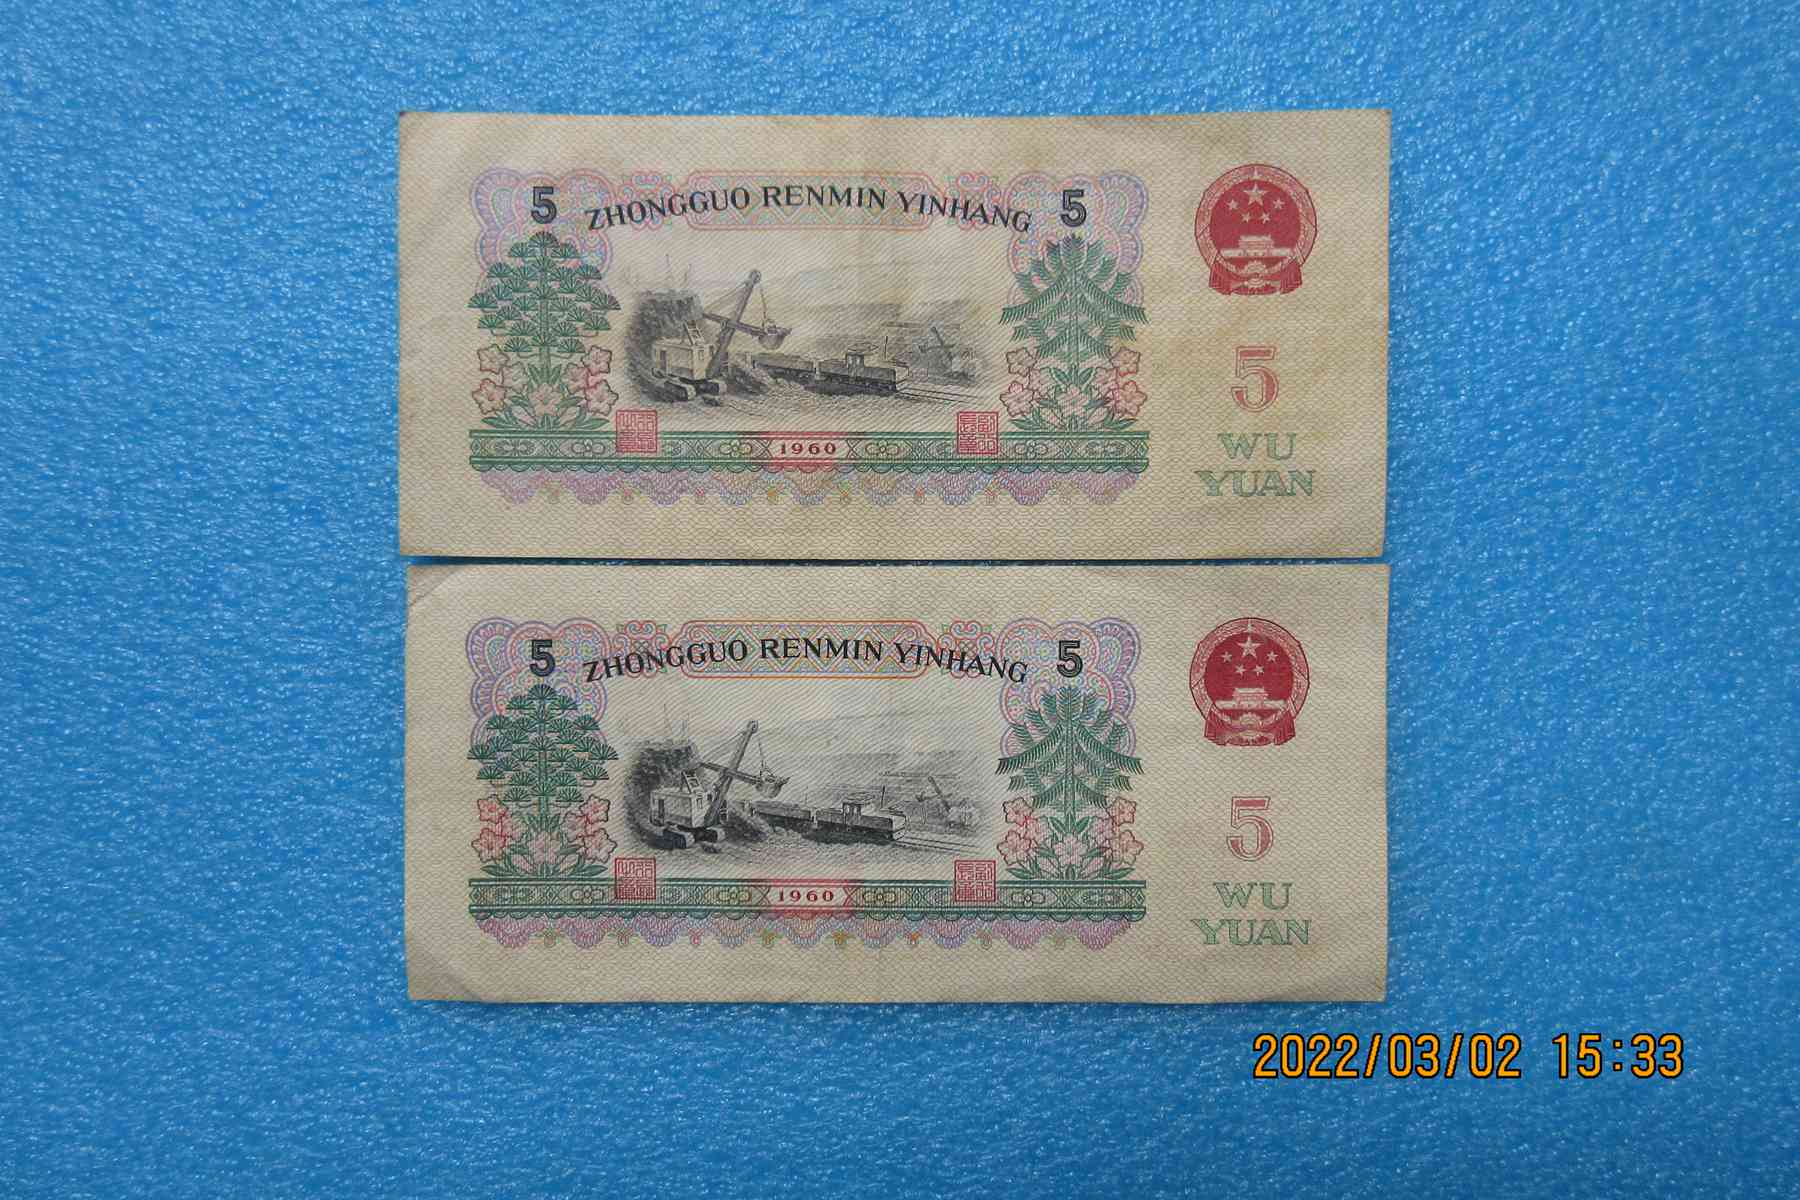 5 ZHONGGUO RENMIN YINHANG 5
5
1960
WU
YUAN
5 ZHONGGUO RENMIN YINHANG 5
5
1960
WU
YUAN
2022/03/02 15:33